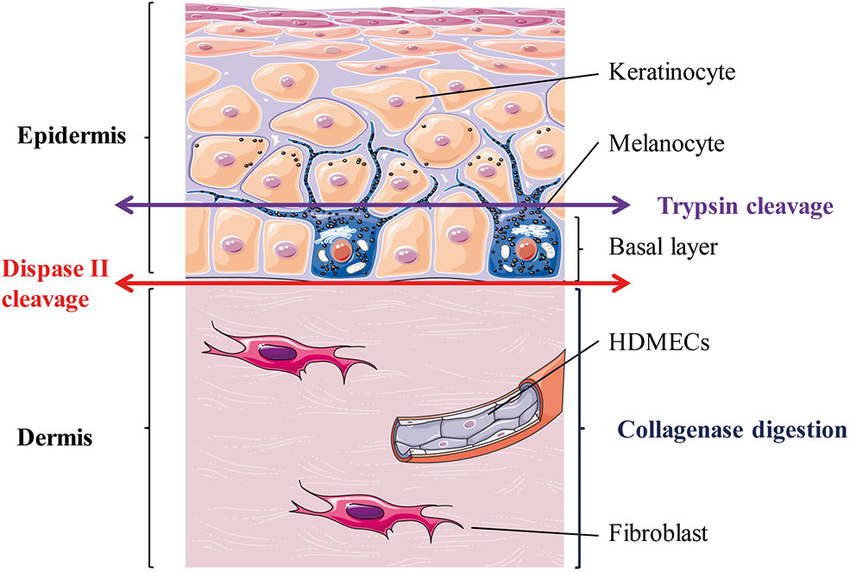 Keratinocyte
Epidermis
Melanocyte
Trypsin cleavage
Basal layer
Dispase II
cleavage
HDMECs
Dermis
Collagenase digestion
Fibroblast